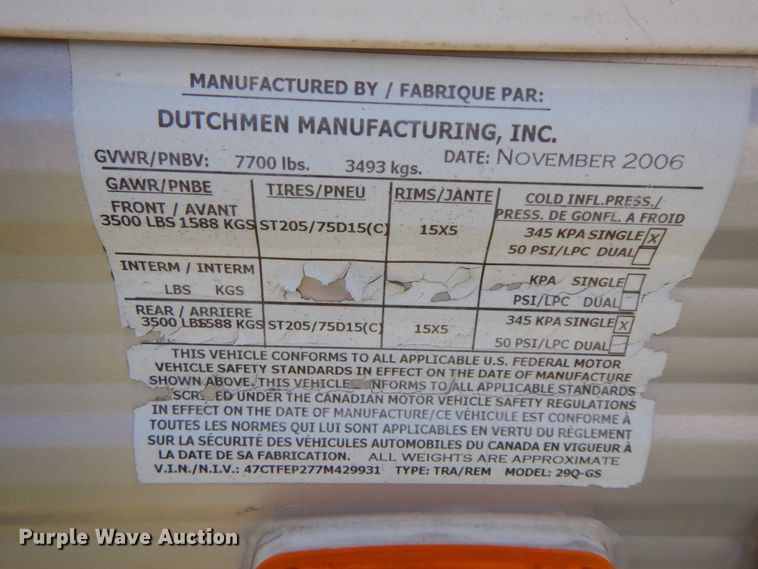 MANUFACTURED BY / FABRIQUE PAR:
DUTCHMEN MANUFACTURING, INC.
GVWR/PNBV: 7700 lbs. 3493 kgs. DATE: NOVEMBER 2006
GAWR/PNBE TIRES/PNEU RIMS/JANTE COLD INFL.PRESS./
PRESS. DE GONFL. A FROID
FRONT / AVANT
3500 LBS 1588 KGS ST205/75D15(C) 15X5 345 KPA SINGLE X
50 PSI/LPC DUAL
INTERM / INTERM KPA SINGLE
LBS KGS PSI/LPC DUAL
REAR / ARRIERE
3500 LBS 1588 KGS ST205/75D15(C) 15X5 345 KPA SINGLE X
50 PSI/LPC DUAL
THIS VEHICLE CONFORMS TO ALL APPLICABLE U.S. FEDERAL MOTOR
VEHICLE SAFETY STANDARDS IN EFFECT ON THE DATE OF MANUFACTURE
SHOWN ABOVE. THIS VEHICLE NFORMS TO ALL APPLICABLE STANDARDS
SCR ED UNDER THE CANADIAN MOTOR VEHICLE SAFETY REGULATIONS
IN EFFECT ON THE DATE OF MANUFACTURE/CE VÉHICULE EST CONFORME À
TOUTES LES NORMES QUI LUI SONT APPLICABLES EN VERTU DU RÈGLEMENT
SUR LA SÉCURITÉ DES VÉHICULES AUTOMOBILES DU CANADA EN VIGUEUR À
LA DATE DE SA FABRICATION. ALL WEIGHTS ARE APPROXIMATE
V.I.N./N.I.V.: 47CTFEP277M429931 TYPE: TRA/REM MODEL: 29Q-GS
Purple Wave Auction